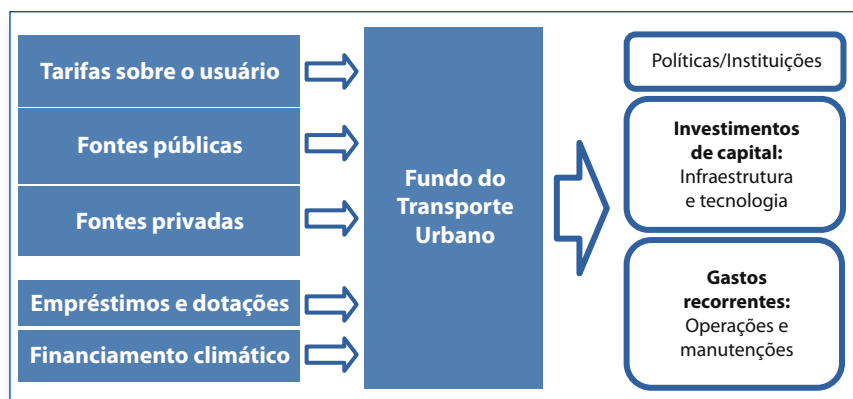 Tarifas sobre o usuário
Fontes públicas
Fontes privadas
Empréstimos e dotações
Financiamento climático
Fundo do
Transporte
Urbano
Políticas/Instituições
Investimentos
de capital:
Infraestrutura
e tecnologia
Gastos
recorrentes:
Operações e
manutenções